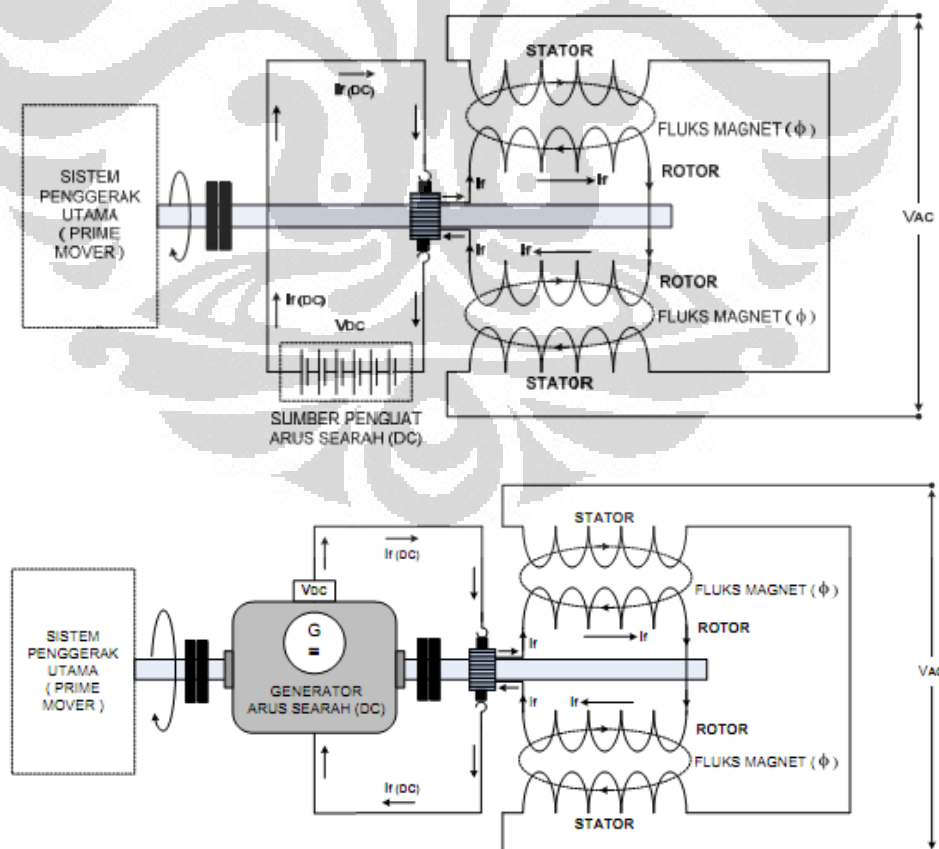 STATOR
Ir (DC)
FLUKS MAGNET (ϕ)
SISTEM
PENGGERAK
UTAMA
( PRIME
MOVER )
Ir
Ir
ROTOR
VAC
Ir
Ir
ROTOR
Ir (DC)
FLUKS MAGNET (ϕ)
VDC
STATOR
SUMBER PENGUAT
ARUS SEARAH (DC)
STATOR
Ir (DC)
VDC
FLUKS MAGNET (ϕ)
G
=
SISTEM
PENGGERAK
UTAMA
( PRIME
MOVER )
Ir
Ir
ROTOR
VAC
GENERATOR
ARUS SEARAH (DC)
Ir
Ir
ROTOR
FLUKS MAGNET (ϕ)
Ir (DC)
STATOR